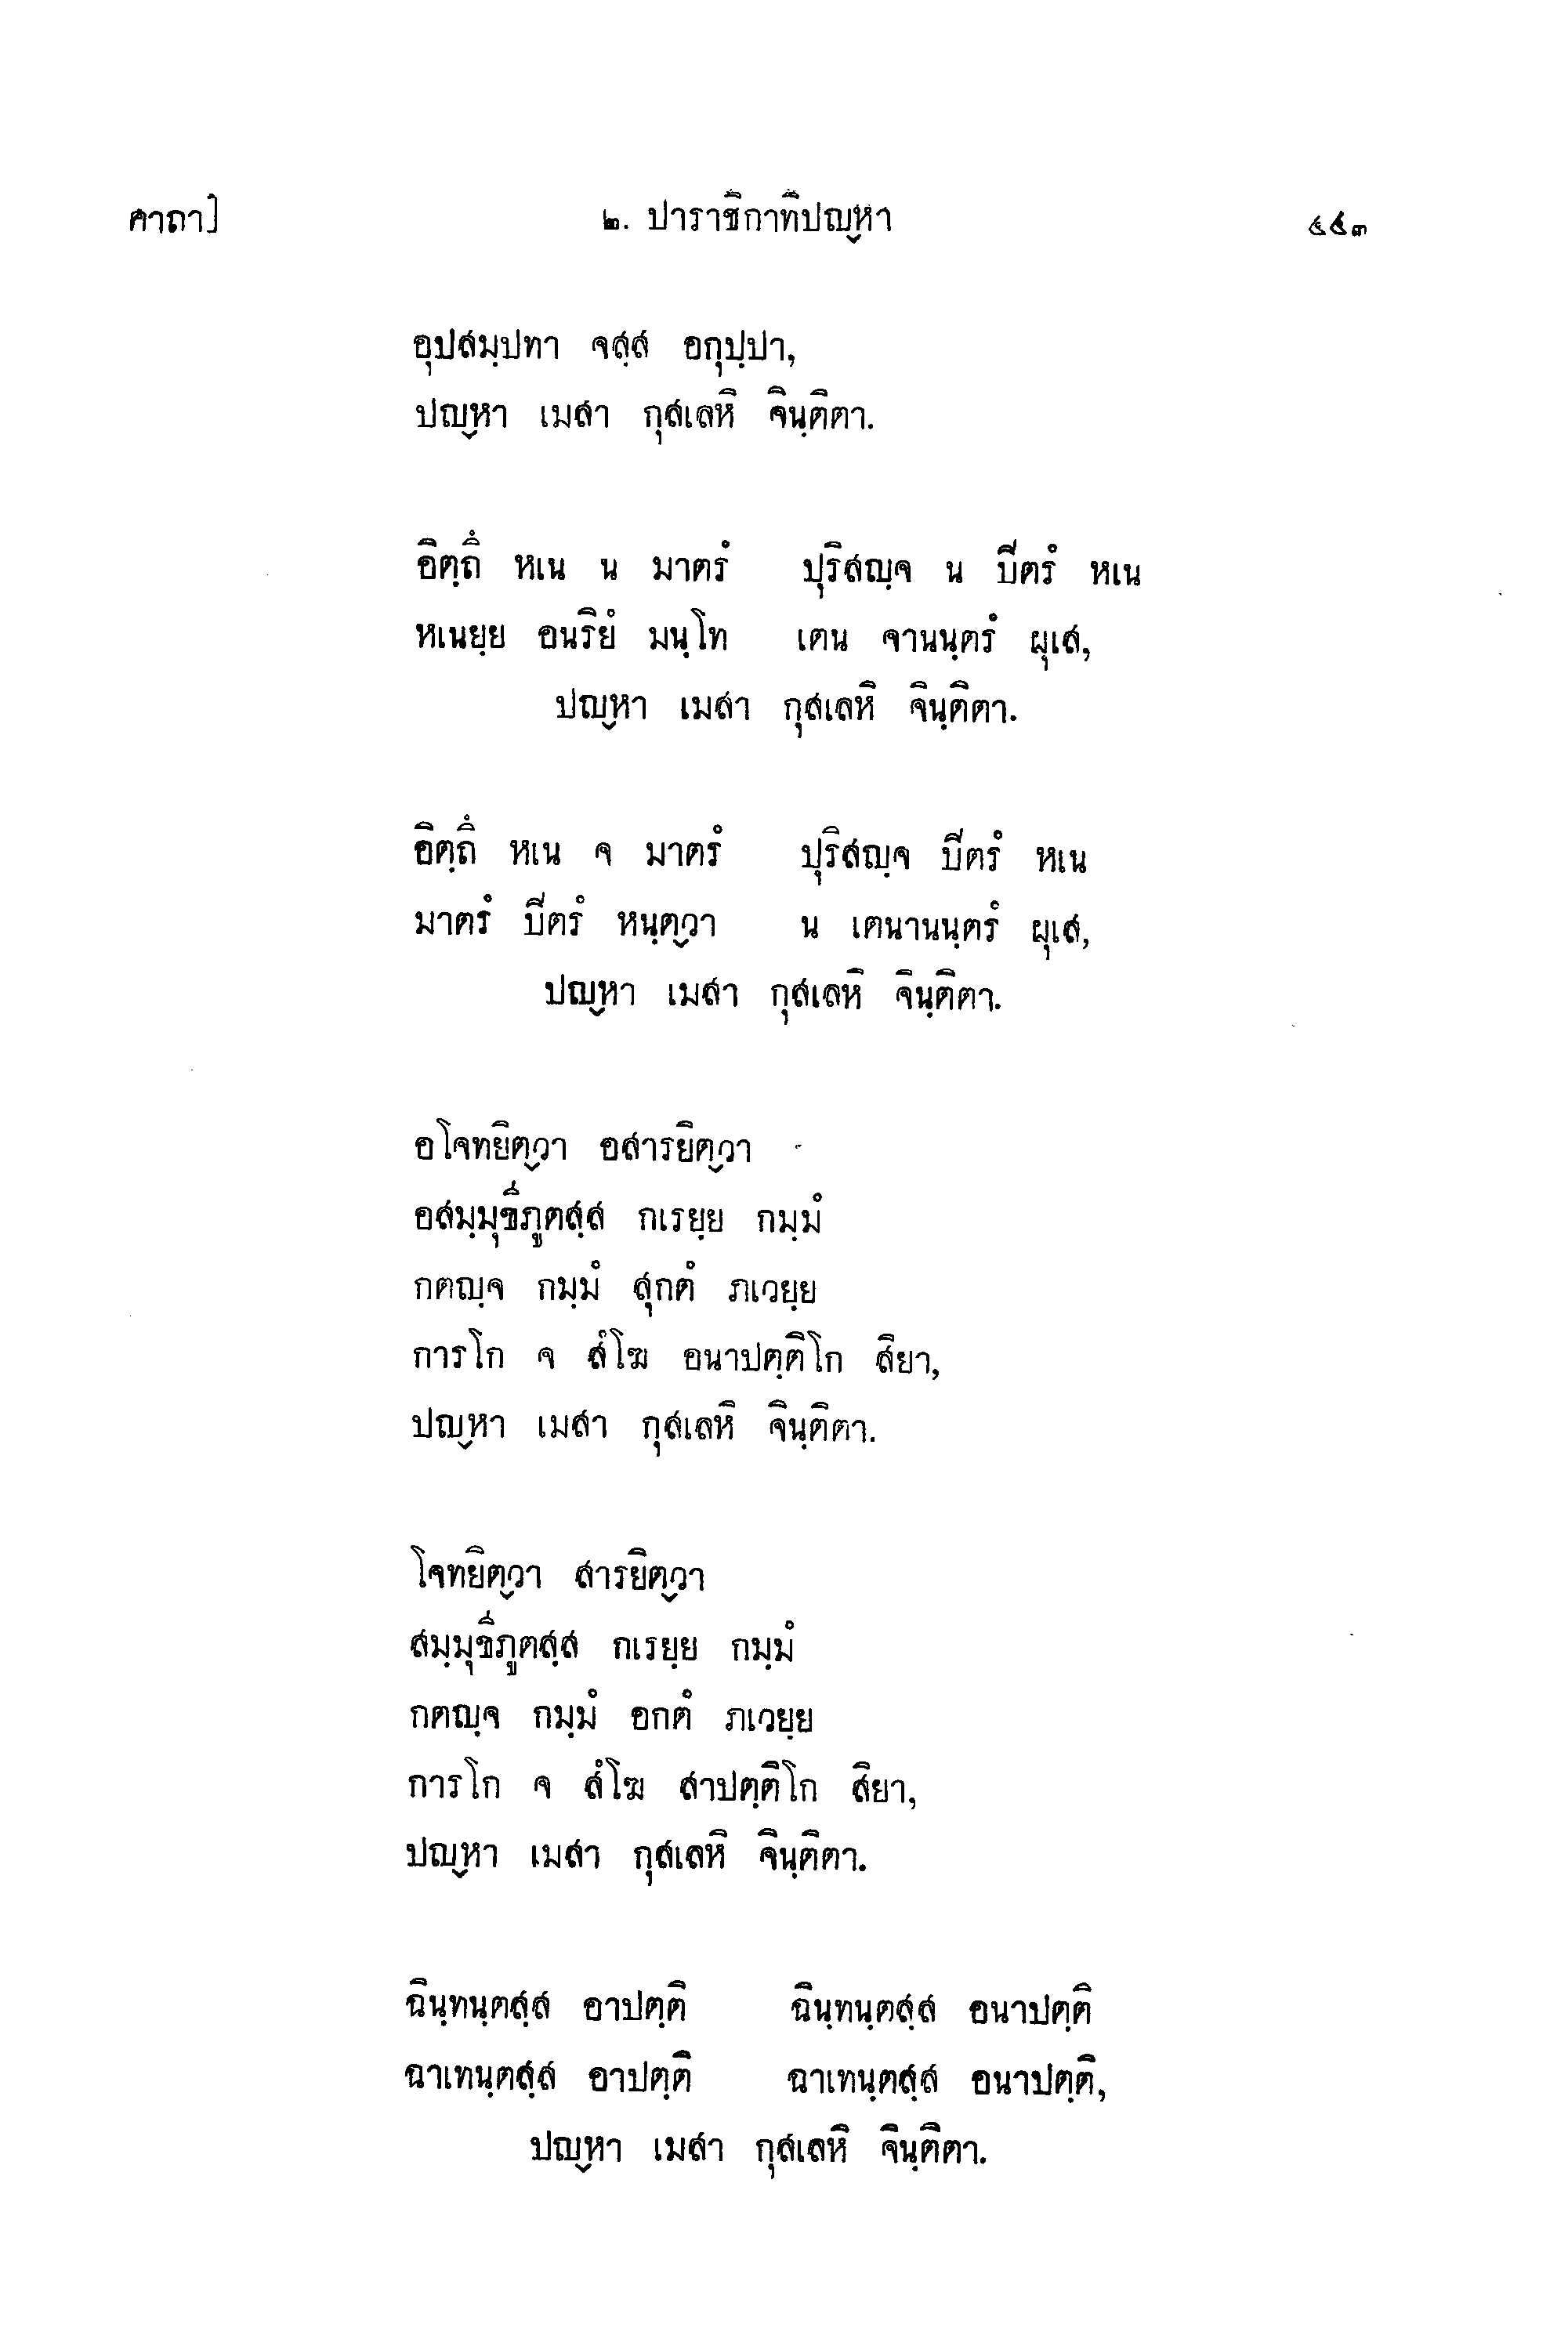 คาถา] ๒. ปาราชิกาทิปญฺหา ๕๕๓
อุปสมฺปทา จสฺส อกุปฺปา,
ปญฺหา เมสา กุสเลหิ จินฺติตา.
อิตฺถึ หเน น มาตรํ ปุริสญฺจ น ปีตรํ หเน
หเนยฺย อนริยํ มนฺโท เตน จานนฺตรํ ผุเส,
ปญฺหา เมสา กุสเลหิ จินฺติตา.
อิตฺถึ หเน จ มาตรํ ปุริสญฺจ ปีตรํ หเน
มาตรํ ปีตรํ หนฺตฺวา น เตนานนฺตรํ ผุเส,
ปญฺหา เมสา กุสเลหิ จินฺติตา.
อโจทยิตฺวา อสารยิตฺวา
อสมฺมุขีภูตสฺส กเรยฺย กมฺมํ
กตญฺจ กมฺมํ สุกตํ ภเวยฺย
การโก จ สํโฆ อนาปตฺติโก สิยา,
ปญฺหา เมสา กุสเลหิ จินฺติตา.
โจทยิตฺวา สารยิตฺวา
สมฺมุขีภูตสฺส กเรยฺย กมฺมํ
กตญฺจ กมฺมํ อกตํ ภเวยฺย
การโก จ สํโฆ สาปตฺติโก สิยา,
ปญฺหา เมสา กุสเลหิ จินฺติตา.
ฉินฺทนฺตสฺส อาปตฺติ ฉินฺทนฺตสฺส อนาปตฺติ
ฉาเทนฺตสฺส อาปตฺติ ฉาเทนฺตสฺส อนาปตฺติ,
ปญฺหา เมสา กุสเลหิ จินฺติตา.